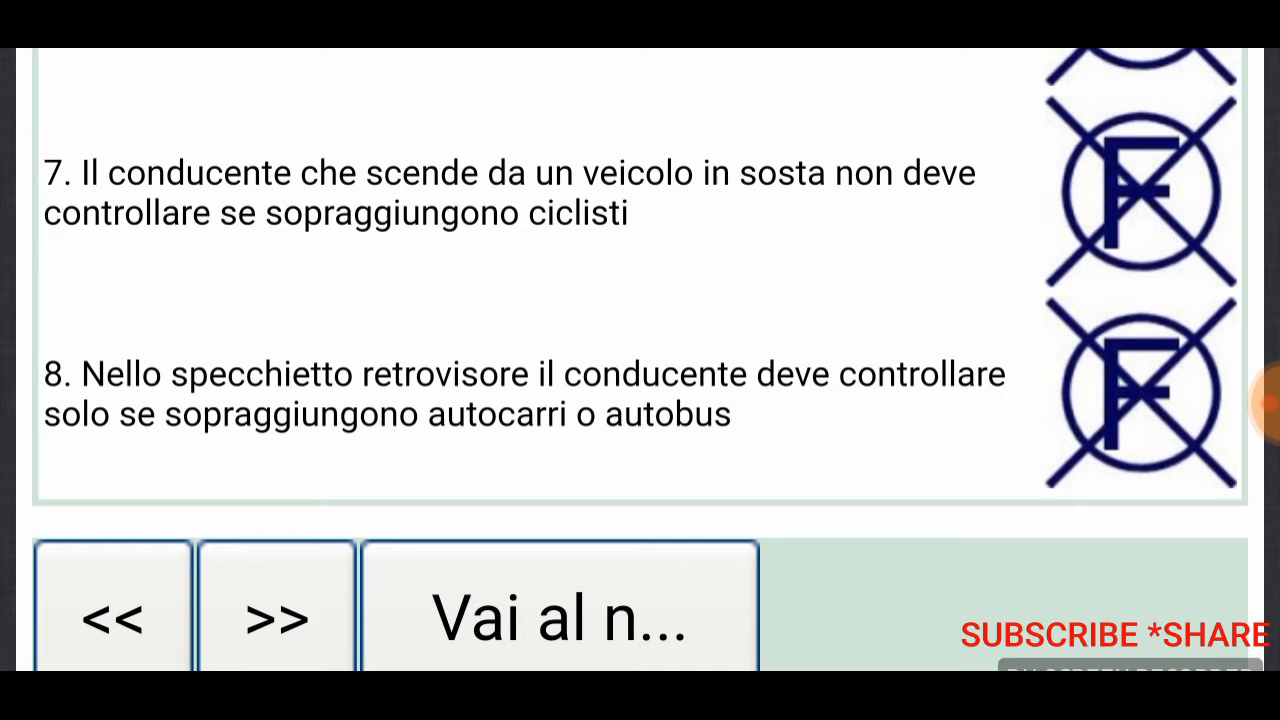 7. Il conducente che scende da un veicolo in sosta non deve
controllare se sopraggiungono ciclisti
F
8. Nello specchietto retrovisore il conducente deve controllare
solo se sopraggiungono autocarri o autobus
F
<< >> Vai al n...
SUBSCRIBE *SHARE